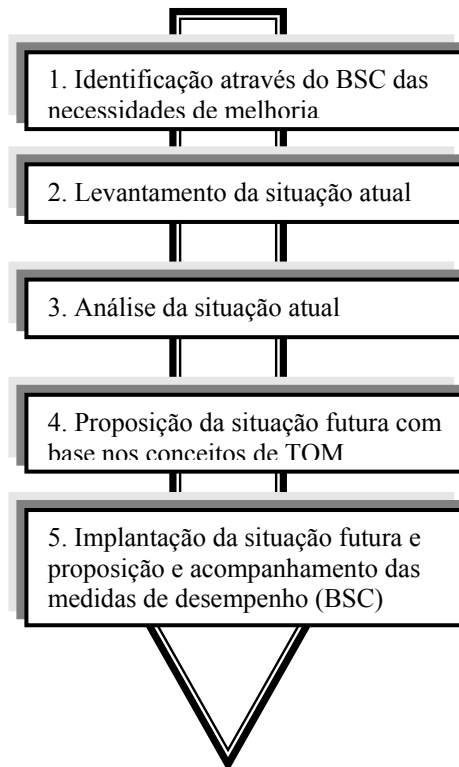 1. Identificação através do BSC das
necessidades de melhoria
2. Levantamento da situação atual
3. Análise da situação atual
4. Proposição da situação futura com
base nos conceitos de TOM
5. Implantação da situação futura e
proposição e acompanhamento das
medidas de desempenho (BSC)